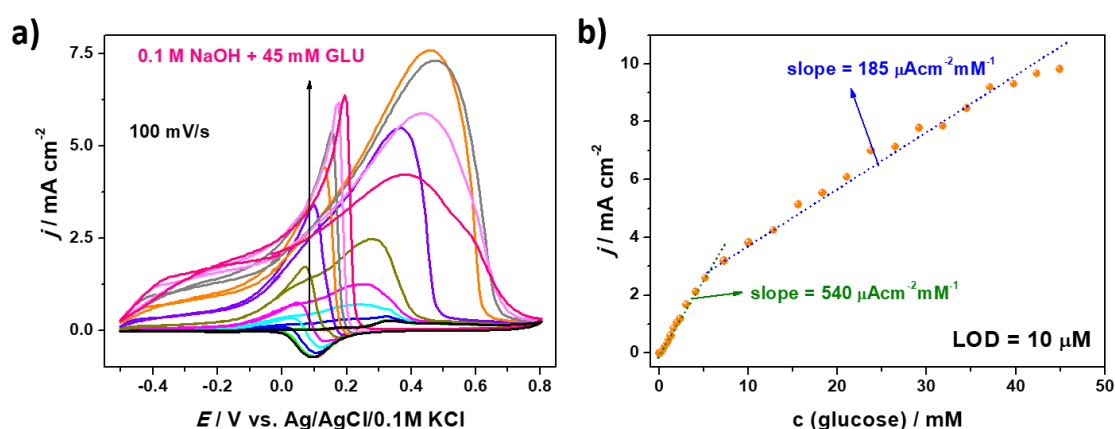 a)
0.1 M NaOH + 45 mM GLU
100 mV/s
7.5
5.0
2.5
0.0
j / mA cm⁻²
-0.4 -0.2 0.0 0.2 0.4 0.6 0.8
E / V vs. Ag/AgCl/0.1M KCl
b)
slope = 185 μAcm⁻²mM⁻¹
slope = 540 μAcm⁻²mM⁻¹
LOD = 10 μM
10
8
6
4
2
0
j / mA cm⁻²
0 10 20 30 40 50
c (glucose) / mM